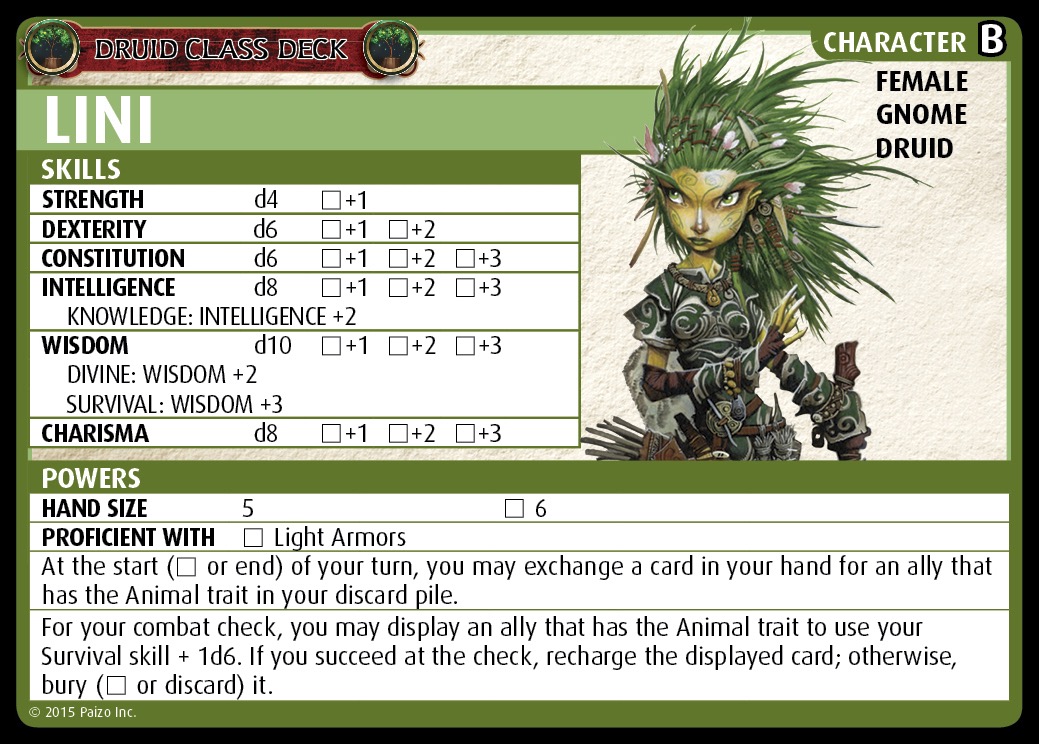 DRUID CLASS DECK
CHARACTER B
FEMALE
GNOME
DRUID
LINI
SKILLS
STRENGTH d4 □+1
DEXTERITY d6 □+1 □+2
CONSTITUTION d6 □+1 □+2 □+3
INTELLIGENCE d8 □+1 □+2 □+3
KNOWLEDGE: INTELLIGENCE +2
WISDOM d10 □+1 □+2 □+3
DIVINE: WISDOM +2
SURVIVAL: WISDOM +3
CHARISMA d8 □+1 □+2 □+3
POWERS
HAND SIZE 5 □ 6
PROFICIENT WITH □ Light Armors
At the start (□ or end) of your turn, you may exchange a card in your hand for an ally that
has the Animal trait in your discard pile.
For your combat check, you may display an ally that has the Animal trait to use your
Survival skill + 1d6. If you succeed at the check, recharge the displayed card; otherwise,
bury (□ or discard) it.
© 2015 Paizo Inc.